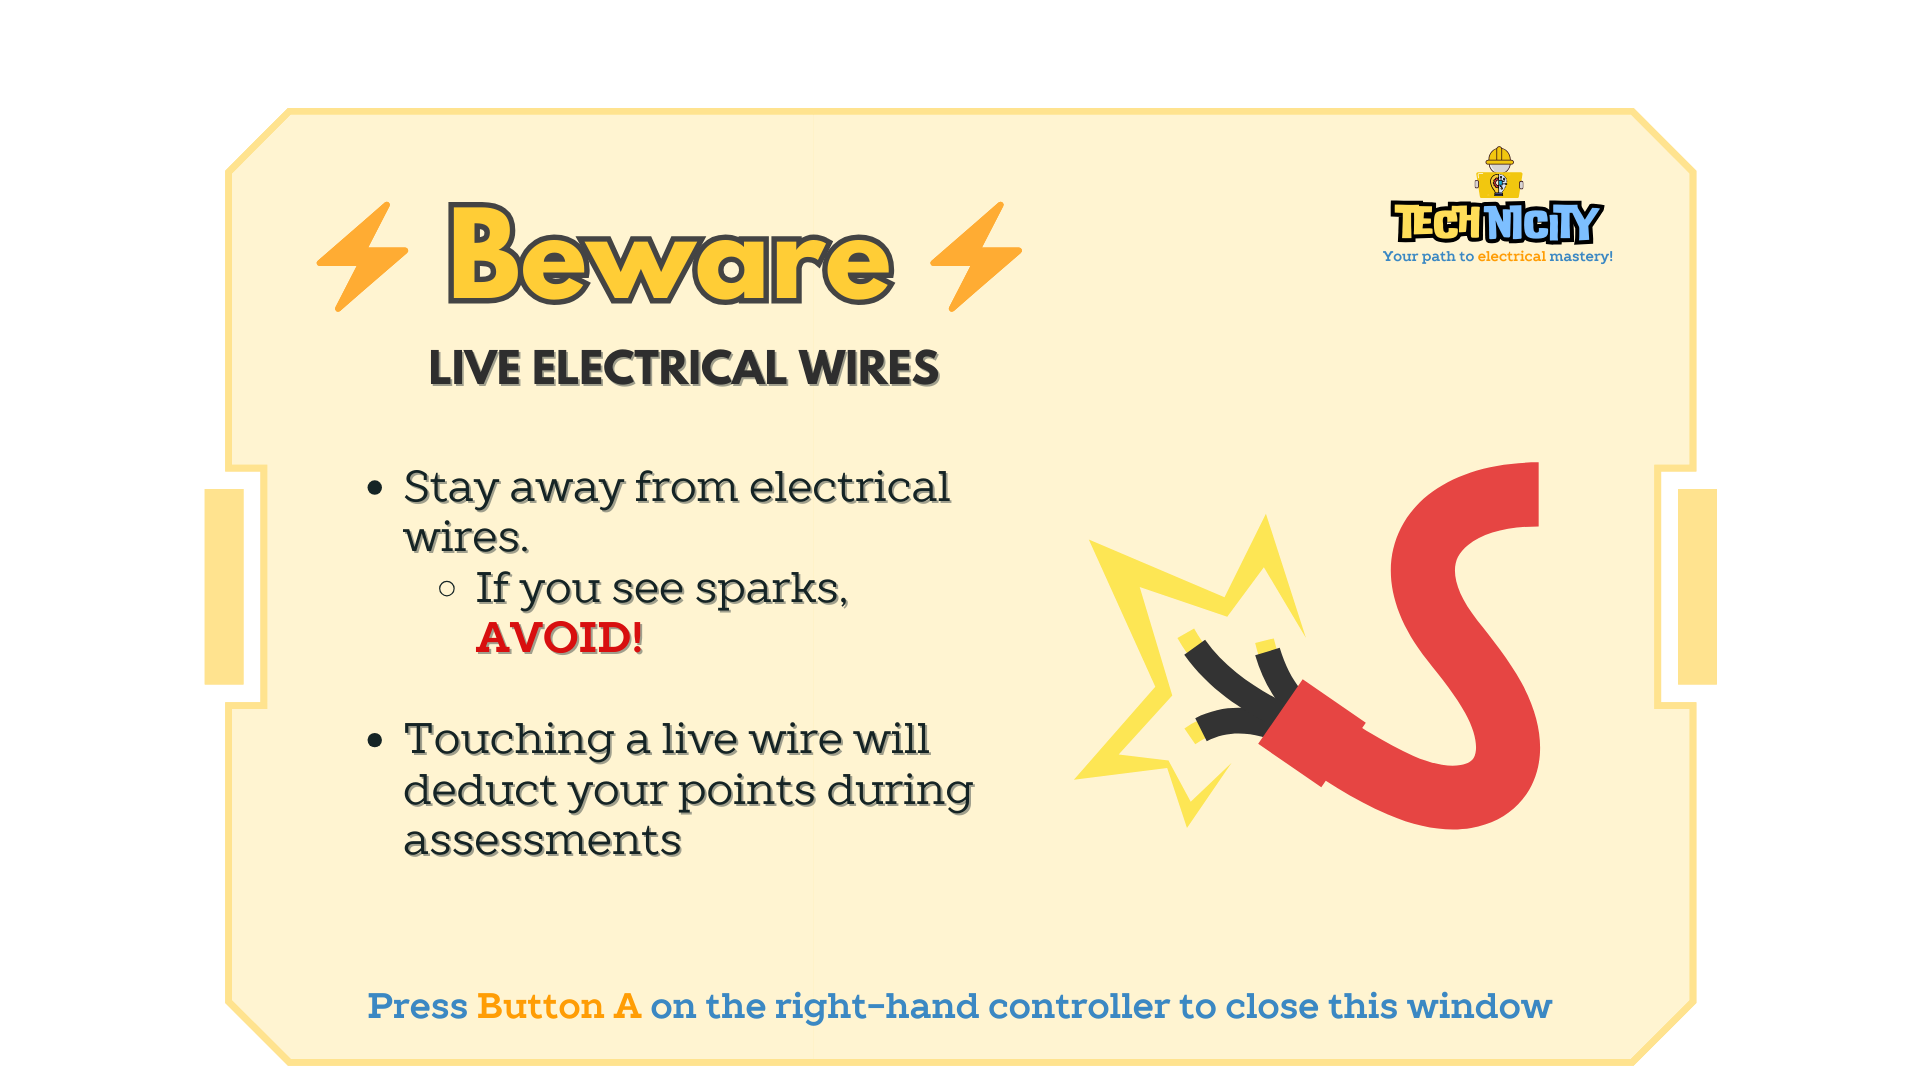 TECHNICITY
Your path to electrical mastery!
Beware
LIVE ELECTRICAL WIRES
• Stay away from electrical
wires.
○ If you see sparks,
AVOID!
• Touching a live wire will
deduct your points during
assessments
Press Button A on the right-hand controller to close this window